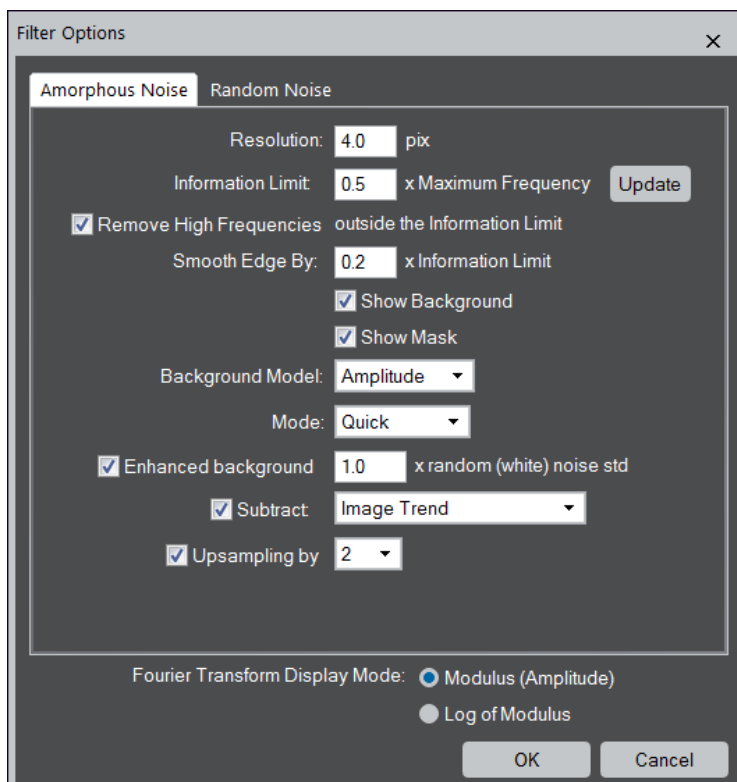 Filter Options
Amorphous Noise Random Noise
Resolution: 4.0 pix
Information Limit: 0.5 x Maximum Frequency Update
Remove High Frequencies outside the Information Limit
Smooth Edge By: 0.2 x Information Limit
Show Background
Show Mask
Background Model: Amplitude
Mode: Quick
Enhanced background 1.0 x random (white) noise std
Subtract: Image Trend
Upsampling by 2
Fourier Transform Display Mode: Modulus (Amplitude)
Log of Modulus
OK Cancel